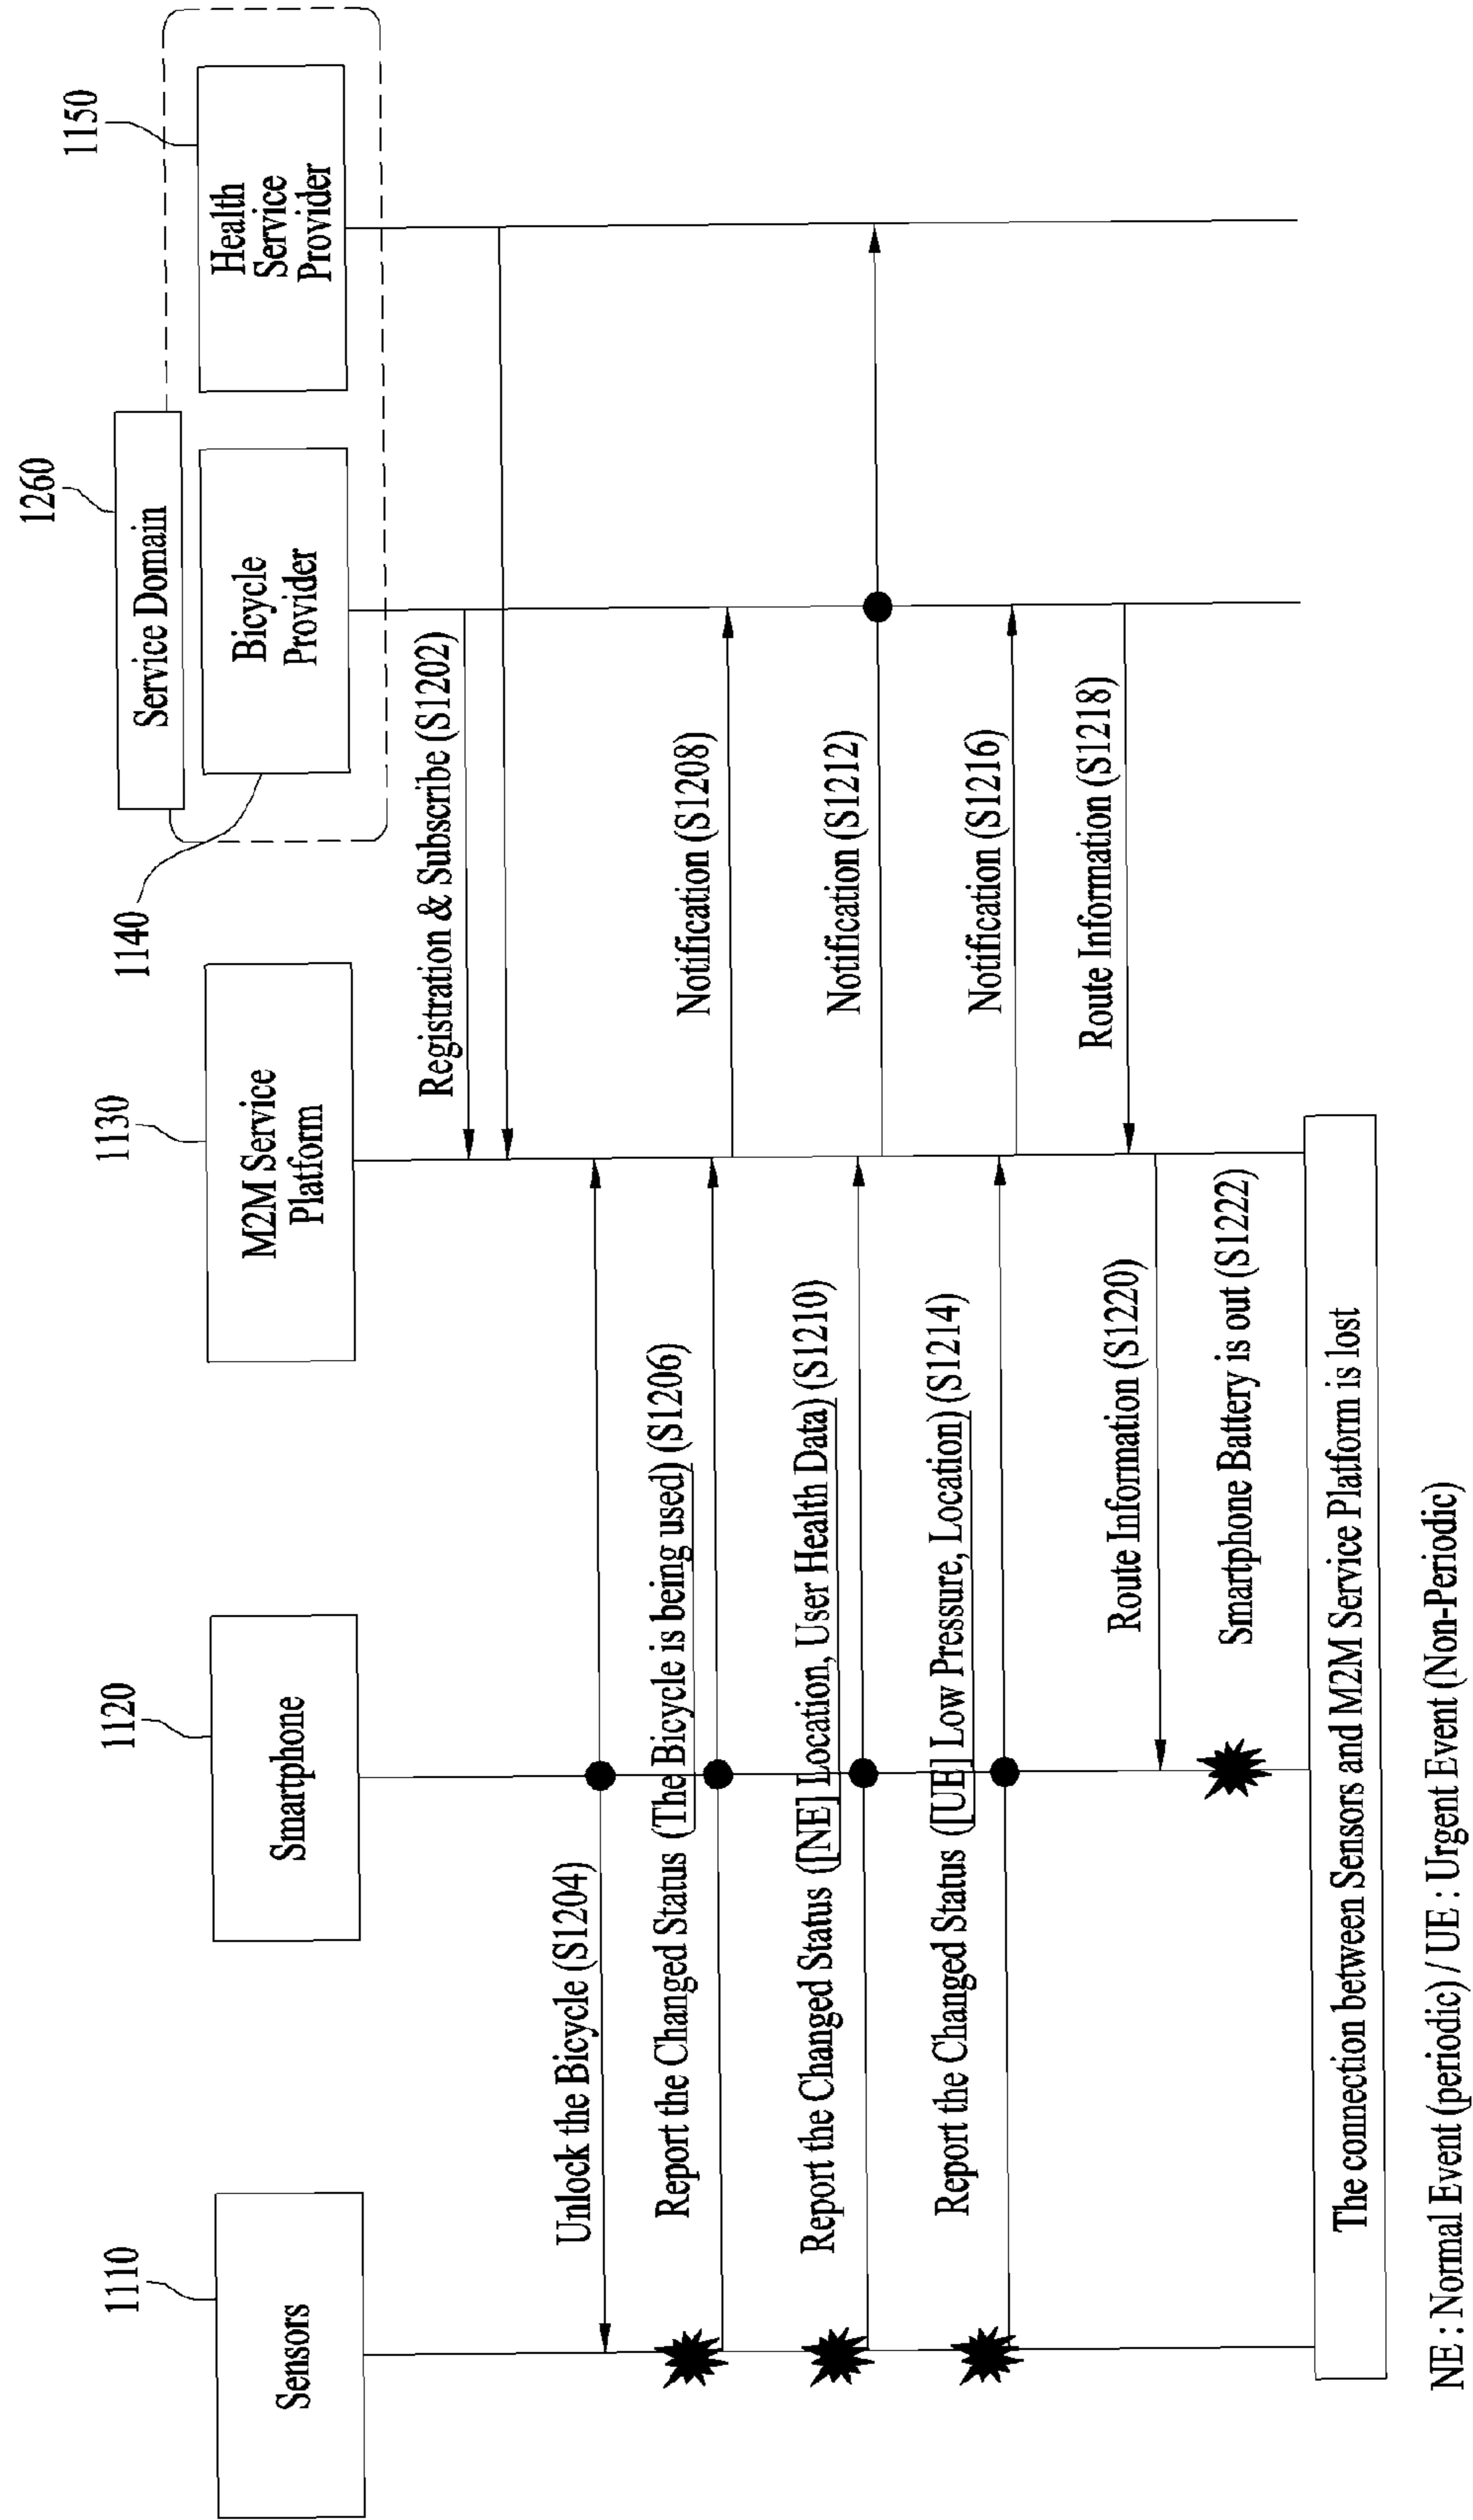 1260
Service Domain
1110
1120
1130
1140
1150
Sensors
Smartphone
M2M Service
Platform
Bicycle
Provider
Health
Service
Provider
Registration & Subscribe (S1202)
Unlock the Bicycle (S1204)
Report the Changed Status (The Bicycle is being used) (S1206)
Notification (S1208)
Report the Changed Status ([NE] Location, User Health Data) (S1210)
Notification (S1212)
Report the Changed Status ([UE] Low Pressure, Location) (S1214)
Notification (S1216)
Route Information (S1218)
Route Information (S1220)
Smartphone Battery is out (S1222)
The connection between Sensors and M2M Service Platform is lost
NE : Normal Event (periodic) / UE : Urgent Event (Non-Periodic)